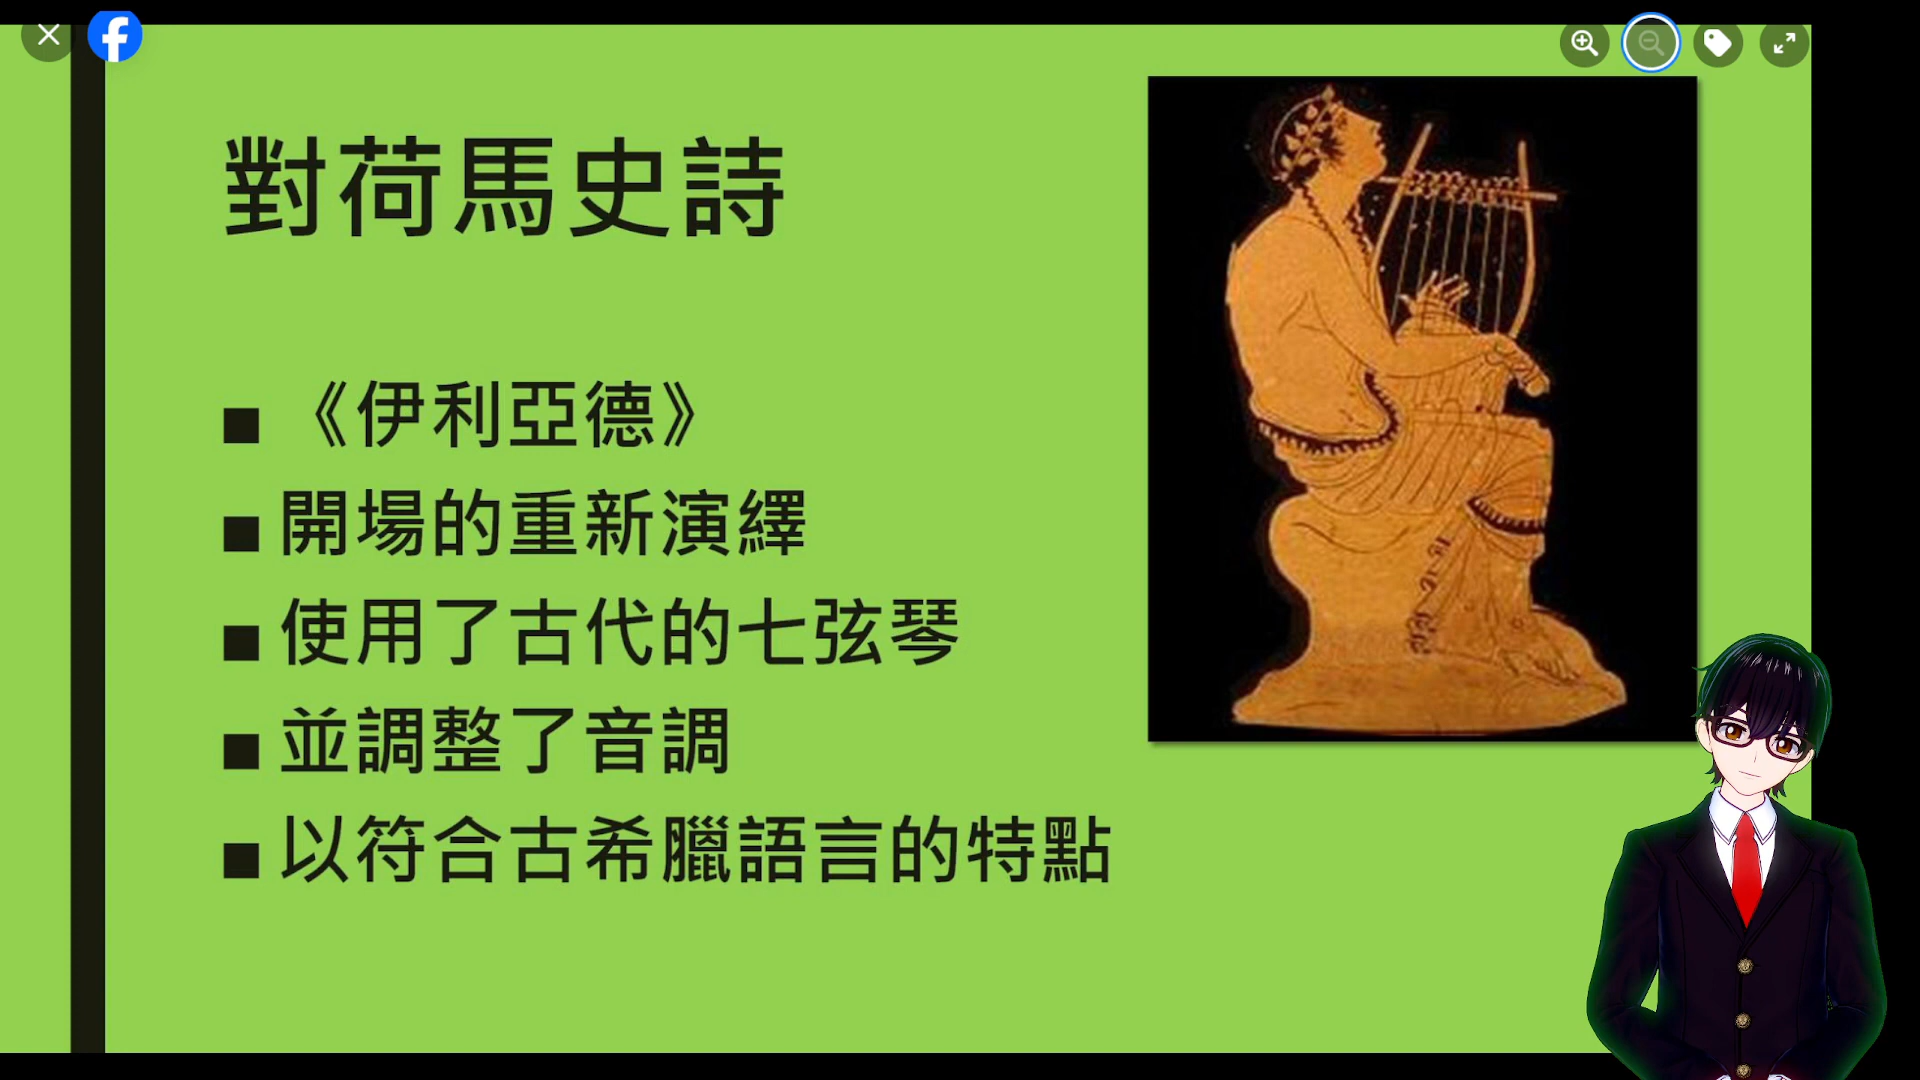 對荷馬史詩
《伊利亞德》
開場的重新演繹
使用了古代的七弦琴
並調整了音調
以符合古希臘語言的特點